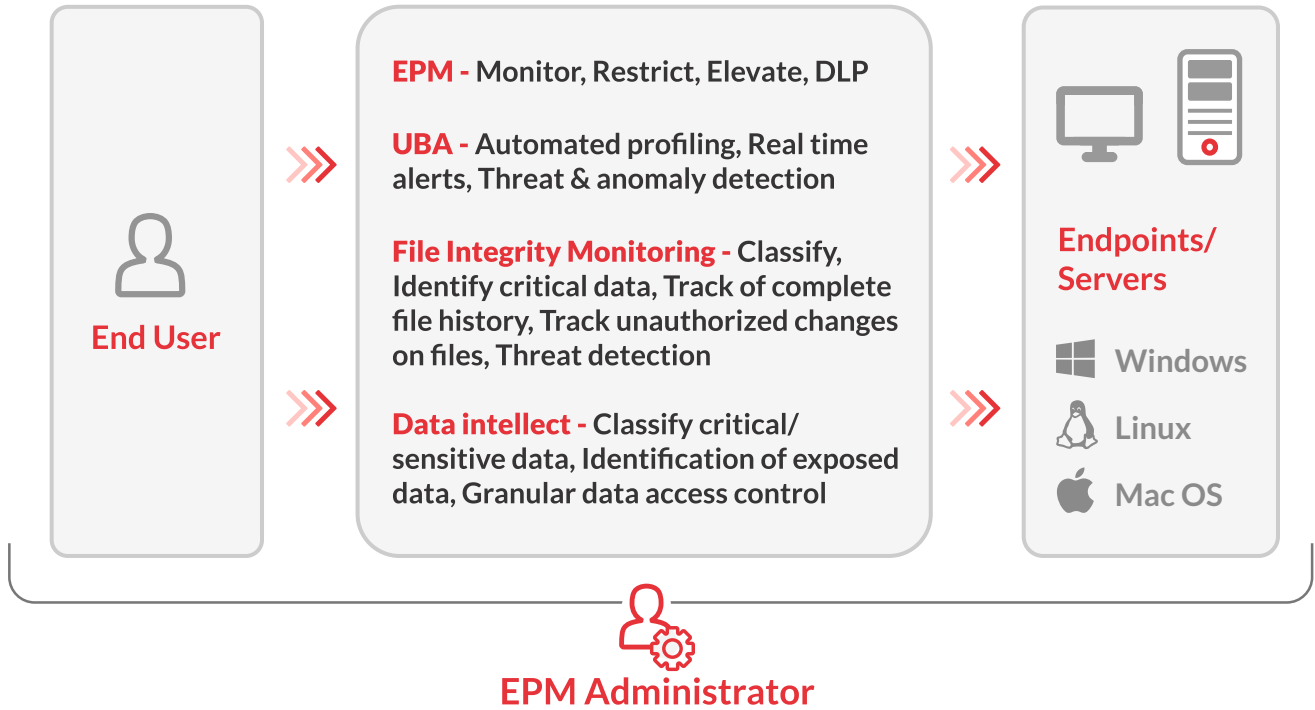 End User
EPM - Monitor, Restrict, Elevate, DLP
UBA - Automated profiling, Real time
alerts, Threat & anomaly detection
File Integrity Monitoring - Classify,
Identify critical data, Track of complete
file history, Track unauthorized changes
on files, Threat detection
Data intellect - Classify critical/
sensitive data, Identification of exposed
data, Granular data access control
Endpoints/
Servers
Windows
Linux
Mac OS
EPM Administrator